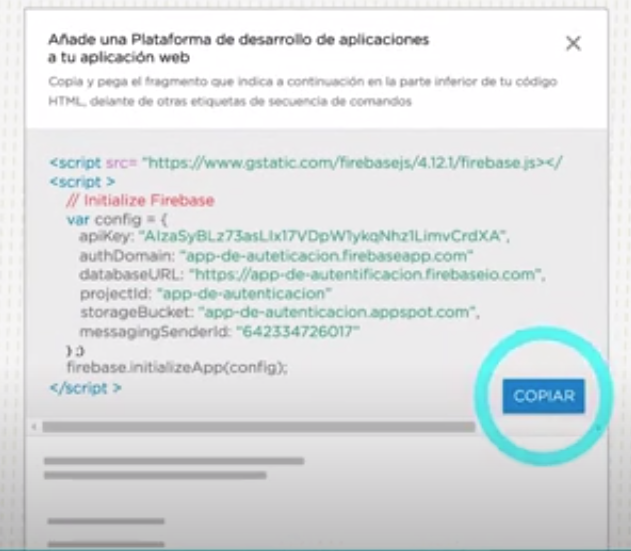 Añade una Plataforma de desarrollo de aplicaciones
a tu aplicación web
Copia y pega el fragmento que indica a continuación en la parte inferior de tu código
HTML, delante de otras etiquetas de secuencia de comandos
<script src= "https://www.gstatic.com/firebasejs/4.12.1/firebase.js></
<script >
// Initialize Firebase
var config = {
apiKey: "AIzaSyBLz73asLIx17VDpW1ykqNhz1LimvCrdXA",
authDomain: "app-de-auteticacion.firebaseapp.com"
databaseURL: "https://app-de-autentificacion.firebaseio.com",
projectId: "app-de-autenticacion"
storageBucket: "app-de-autenticacion.appspot.com",
messagingSenderId: "642334726017"
};)
firebase.initializeApp(config);
</script >
COPIAR